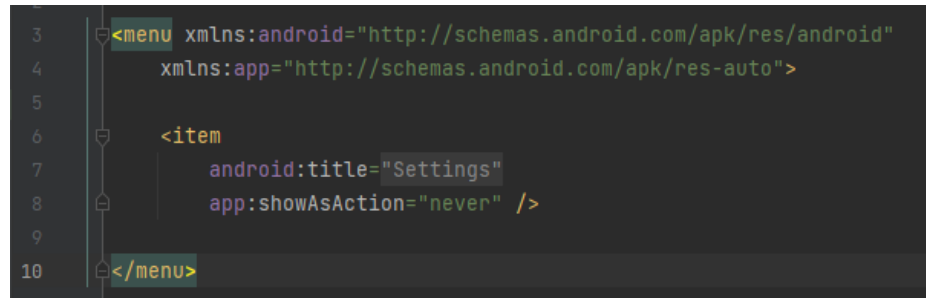 3 <menu xmlns:android="http://schemas.android.com/apk/res/android"
4 xmlns:app="http://schemas.android.com/apk/res-auto">
5
6 <item
7 android:title="Settings"
8 app:showAsAction="never" />
9
10 </menu>